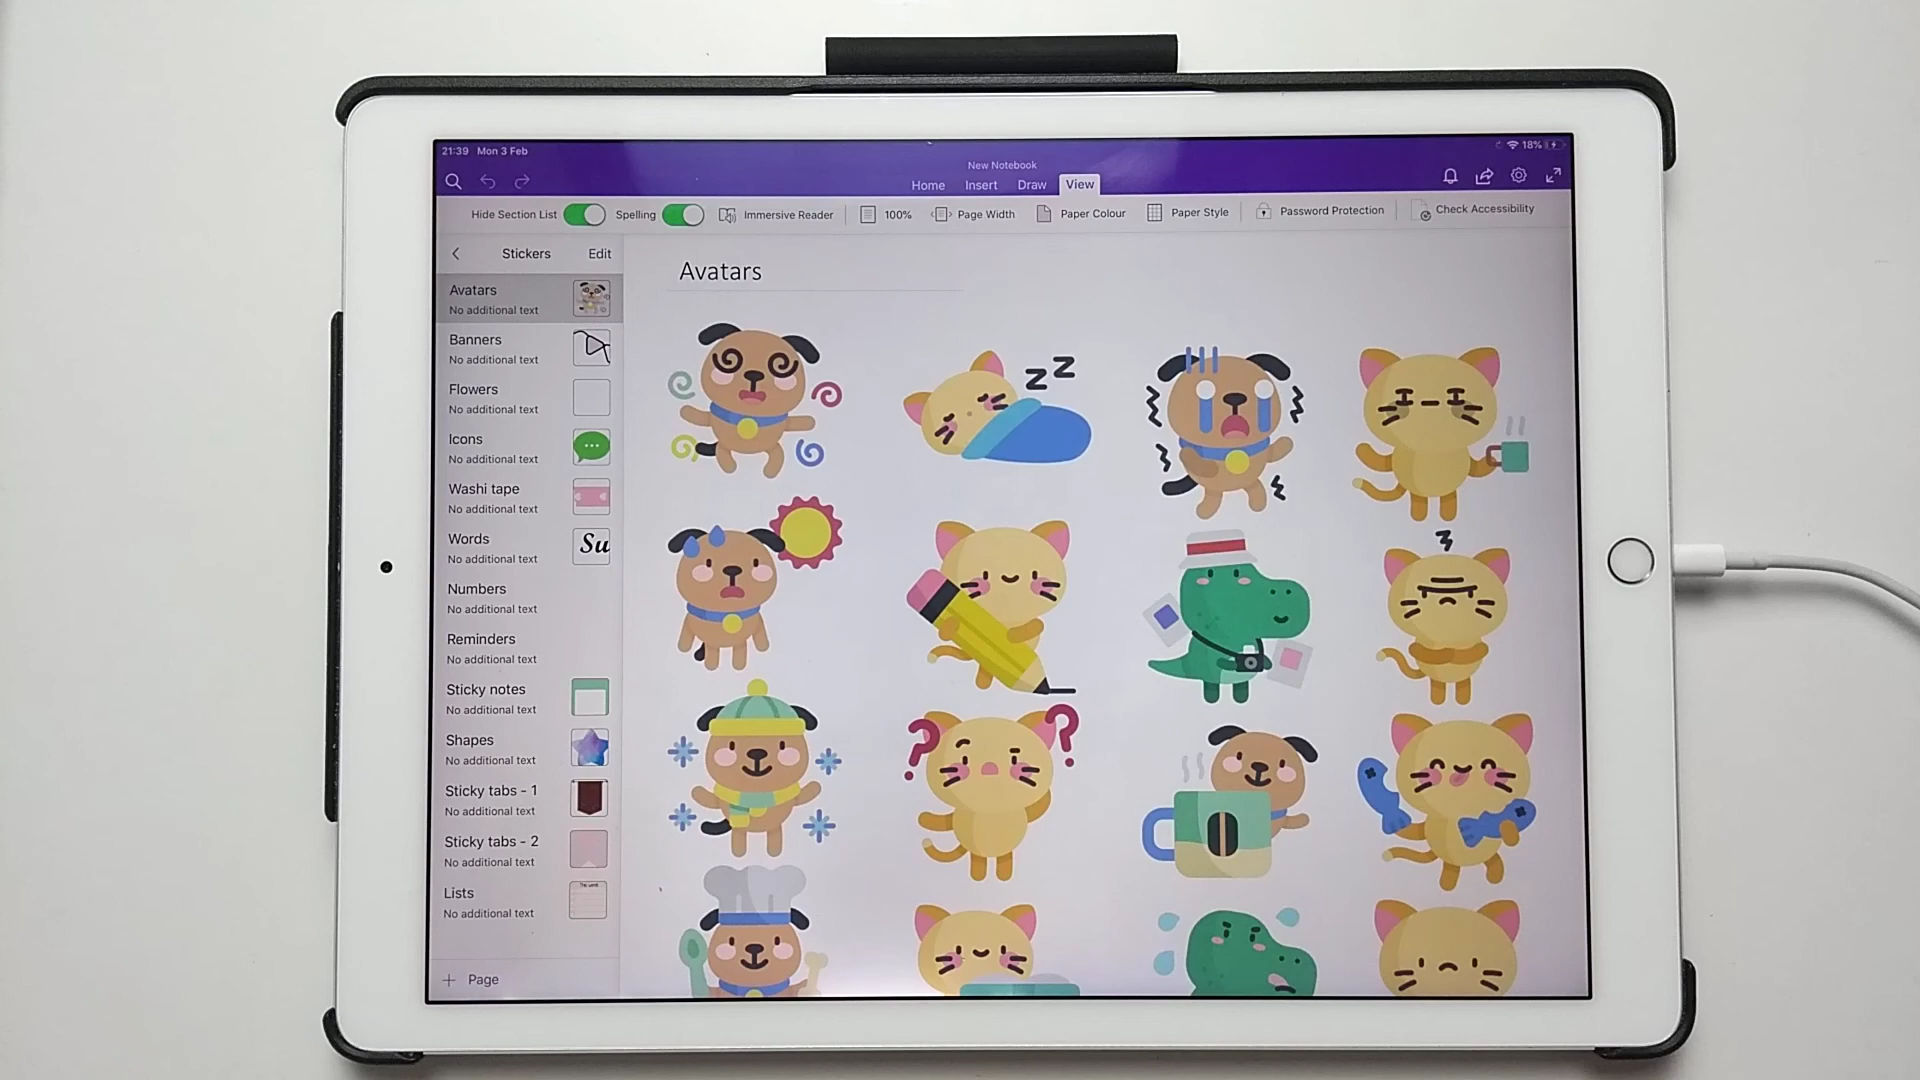 21:39 Mon 3 Feb
18%
New Notebook
Home Insert Draw View
Hide Section List Spelling Immersive Reader 100% Page Width Paper Colour Paper Style Password Protection Check Accessibility
Stickers Edit
Avatars
No additional text
Banners
No additional text
Flowers
No additional text
Icons
No additional text
Washi tape
No additional text
Words
No additional text
Su
Numbers
No additional text
Reminders
No additional text
Sticky notes
No additional text
Shapes
No additional text
Sticky tabs - 1
No additional text
Sticky tabs - 2
No additional text
Lists
No additional text
+ Page
Avatars
z Z
? ?